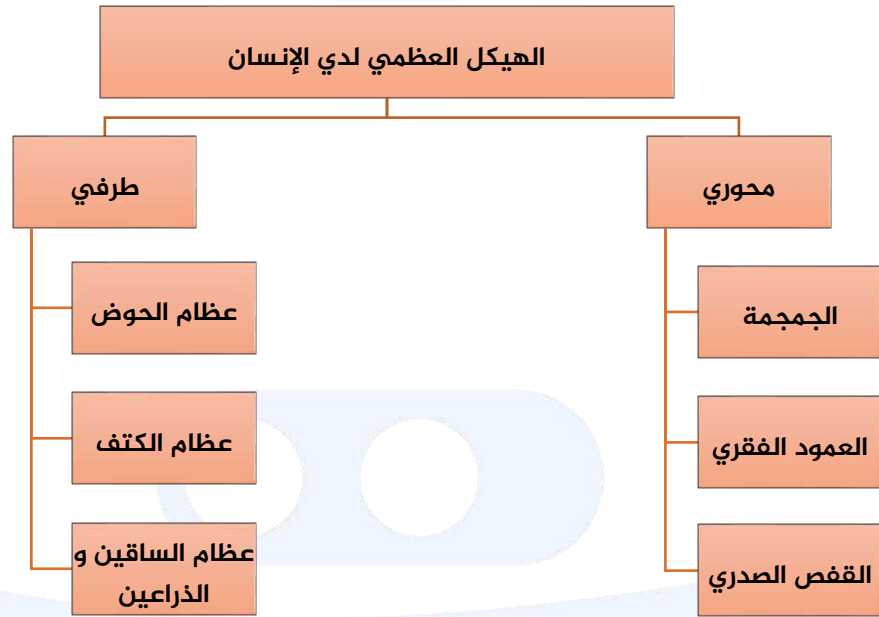 الهيكل العظمي لدي الإنسان
محوري
الجمجمة
العمود الفقري
القفص الصدري
طرفي
عظام الحوض
عظام الكتف
عظام الساقين و
الذراعين